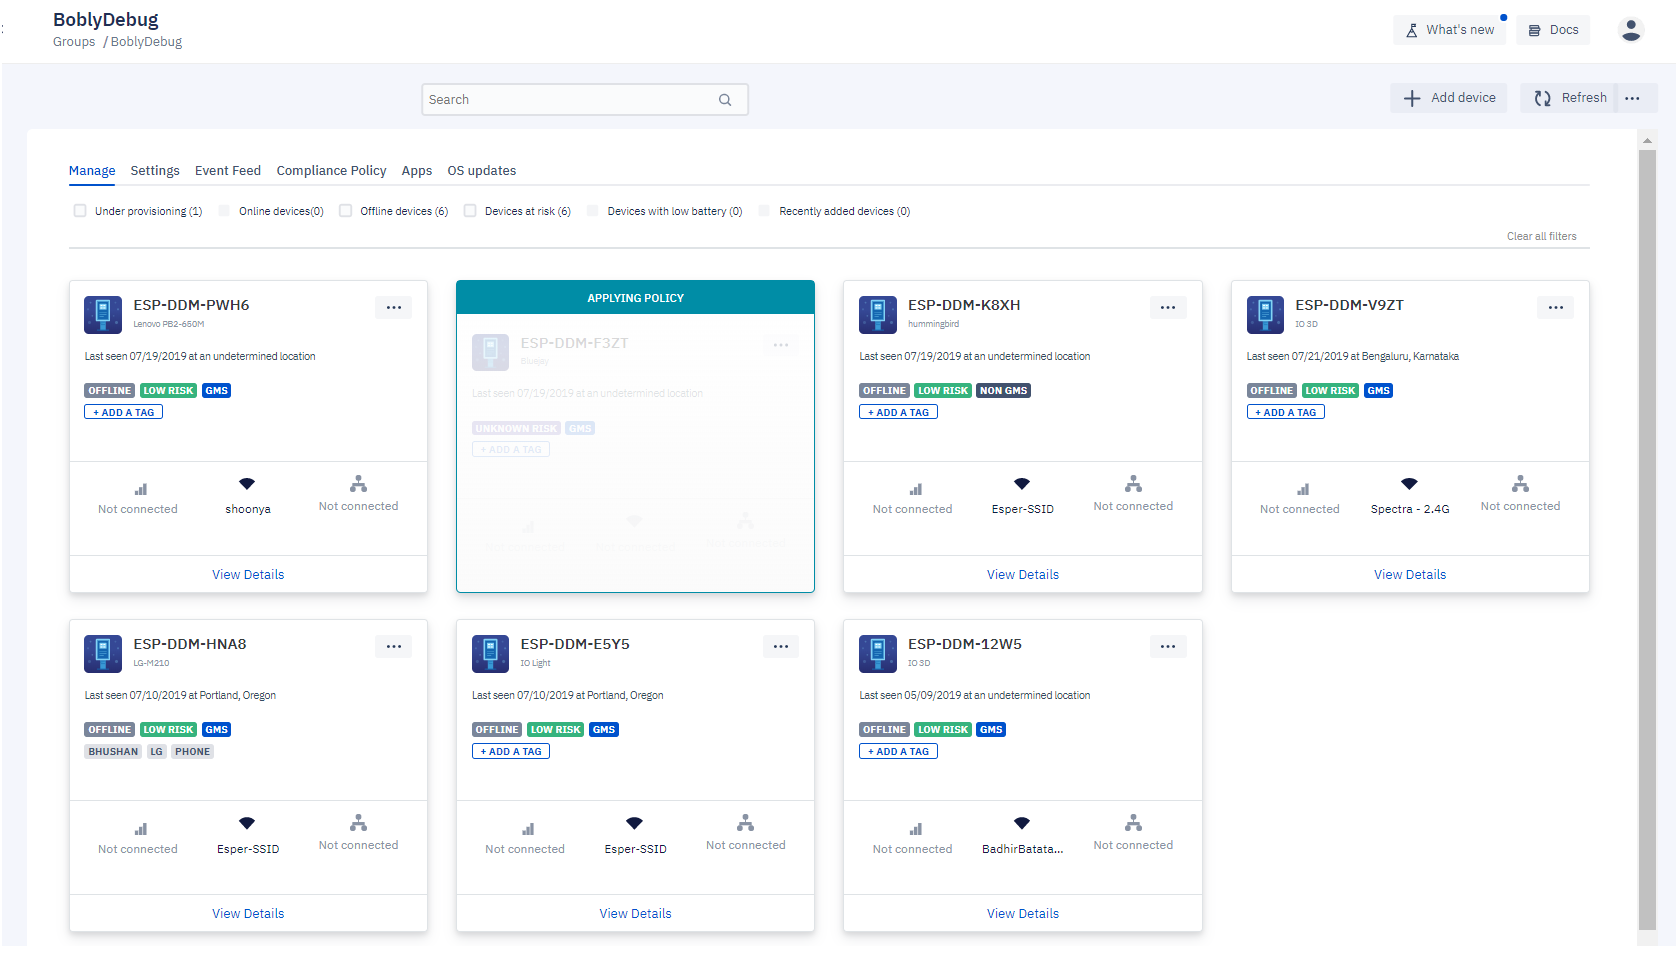 BoblyDebug
Groups / BoblyDebug
What's new
Docs
Search
Add device
Refresh
Manage Settings Event Feed Compliance Policy Apps OS updates
Under provisioning (1) Online devices(0) Offline devices (6) Devices at risk (6) Devices with low battery (0) Recently added devices (0)
Clear all filters
ESP-DDM-PWH6
Lenovo PB2-650M
Last seen 07/19/2019 at an undetermined location
OFFLINE LOW RISK GMS
+ ADD A TAG
Not connected shoonya Not connected
View Details
APPLYING POLICY
ESP-DDM-F3ZT
Bluejay
Last seen 07/19/2019 at an undetermined location
UNKNOWN RISK GMS
+ ADD A TAG
ESP-DDM-K8XH
hummingbird
Last seen 07/19/2019 at an undetermined location
OFFLINE LOW RISK NON GMS
+ ADD A TAG
Not connected Esper-SSID Not connected
View Details
ESP-DDM-V9ZT
IO 3D
Last seen 07/21/2019 at Bengaluru, Karnataka
OFFLINE LOW RISK GMS
+ ADD A TAG
Not connected Spectra - 2.4G Not connected
View Details
ESP-DDM-HNA8
LG-M210
Last seen 07/10/2019 at Portland, Oregon
OFFLINE LOW RISK GMS
BHUSHAN LG PHONE
Not connected Esper-SSID Not connected
View Details
ESP-DDM-E5Y5
IO Light
Last seen 07/10/2019 at Portland, Oregon
OFFLINE LOW RISK GMS
+ ADD A TAG
Not connected Esper-SSID Not connected
View Details
ESP-DDM-12W5
IO 3D
Last seen 05/09/2019 at an undetermined location
OFFLINE LOW RISK GMS
+ ADD A TAG
Not connected BadhirBatata... Not connected
View Details